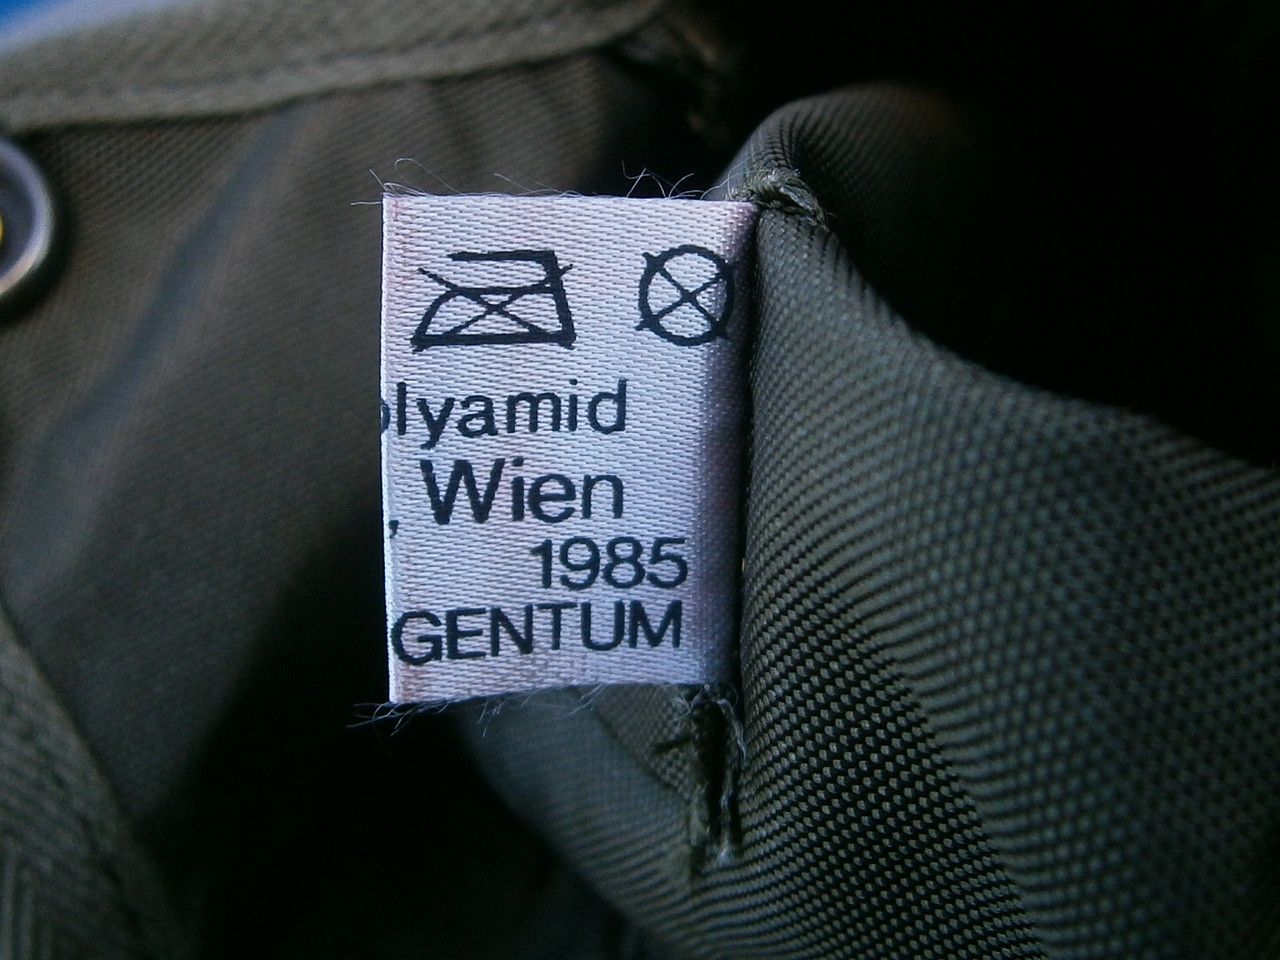 olyamid
, Wien
1985
GENTUM